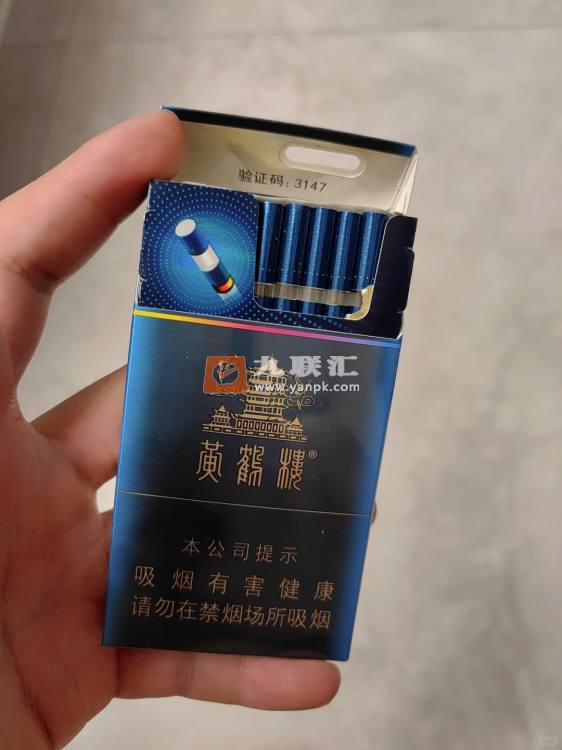 验证码：3147
九联汇
www.yanpk.com
黄鹤楼®
本公司提示
吸烟有害健康
请勿在禁烟场所吸烟